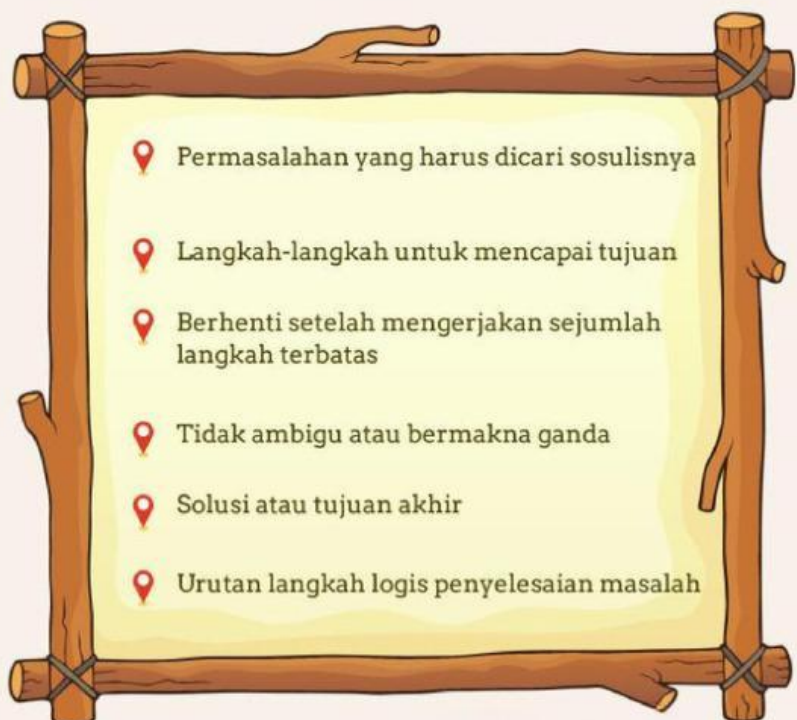 Permasalahan yang harus dicari sosulisnya
Langkah-langkah untuk mencapai tujuan
Berhenti setelah mengerjakan sejumlah
langkah terbatas
Tidak ambigu atau bermakna ganda
Solusi atau tujuan akhir
Urutan langkah logis penyelesaian masalah